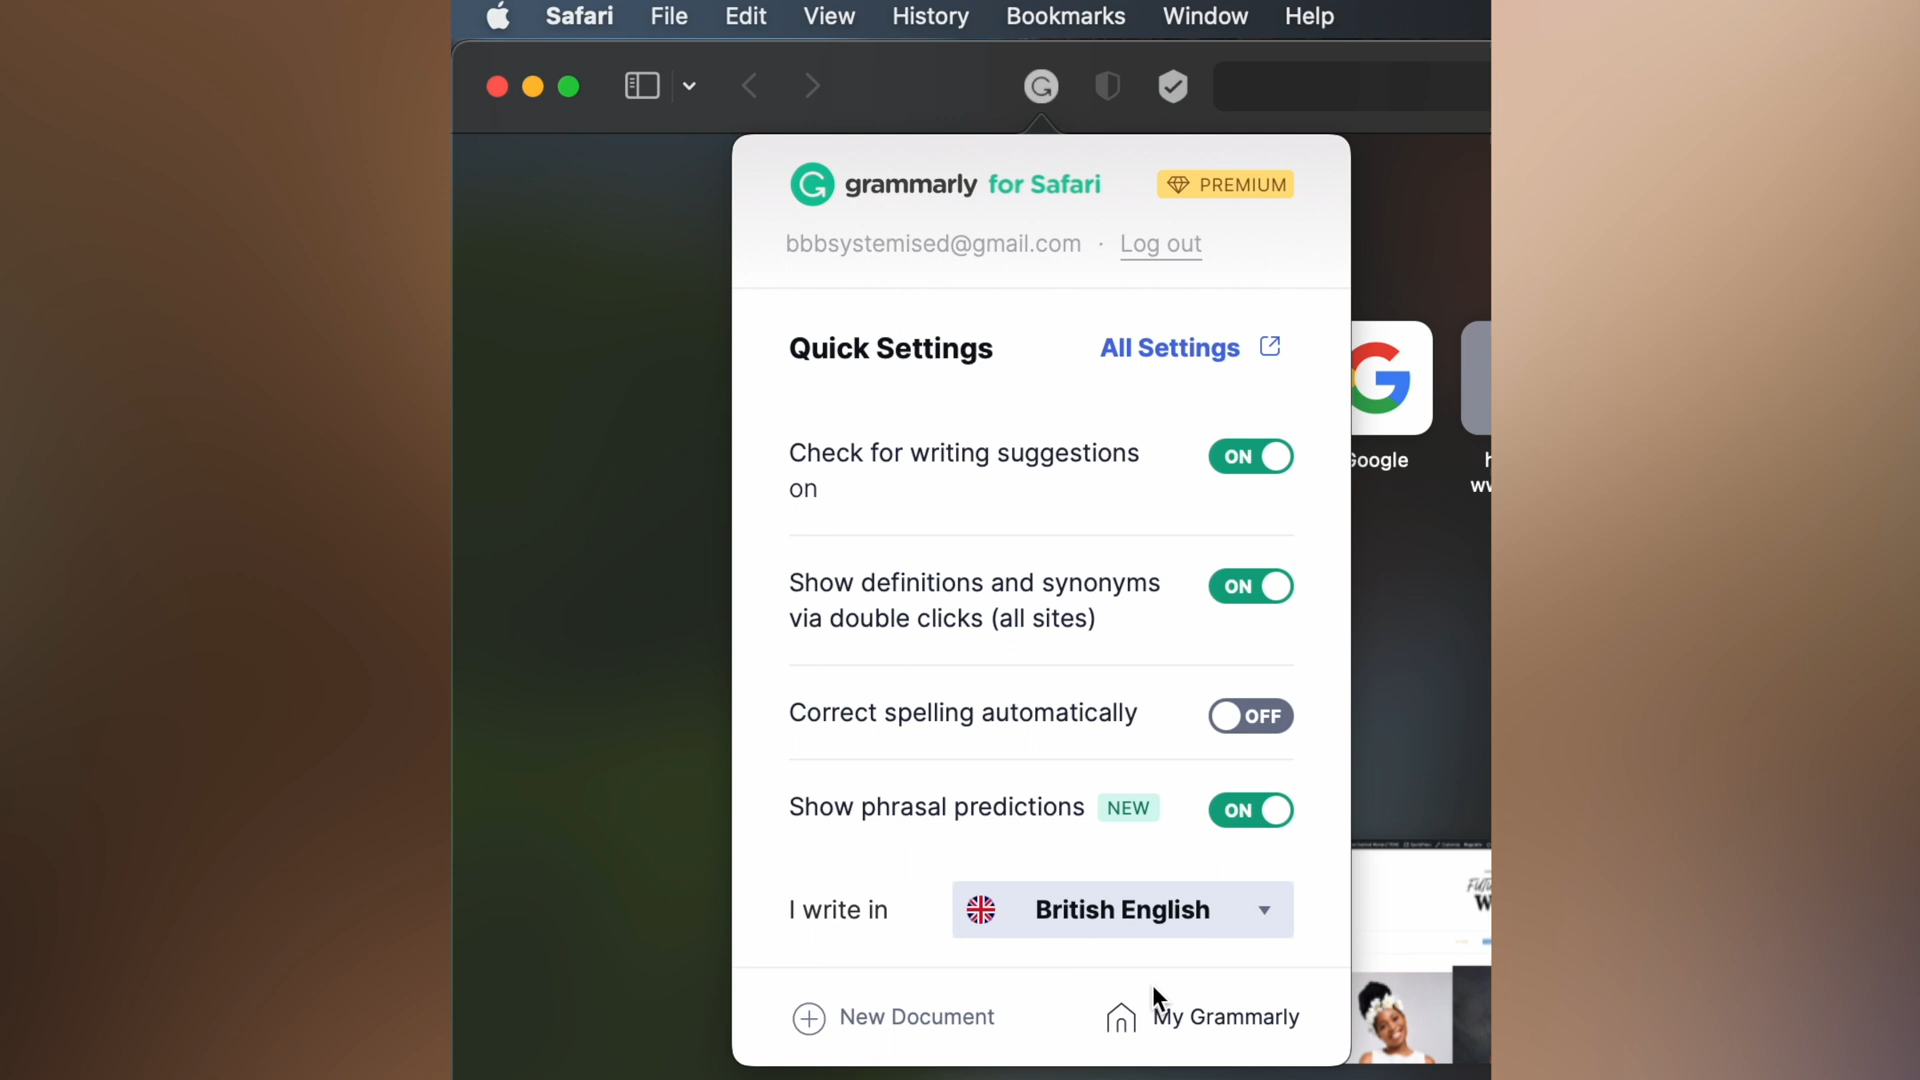 Safari File Edit View History Bookmarks Window Help
grammarly for Safari PREMIUM
bbbsystemised@gmail.com · Log out
Quick Settings All Settings
Check for writing suggestions ON
on
Show definitions and synonyms ON
via double clicks (all sites)
Correct spelling automatically OFF
Show phrasal predictions NEW ON
I write in British English
New Document My Grammarly
Google